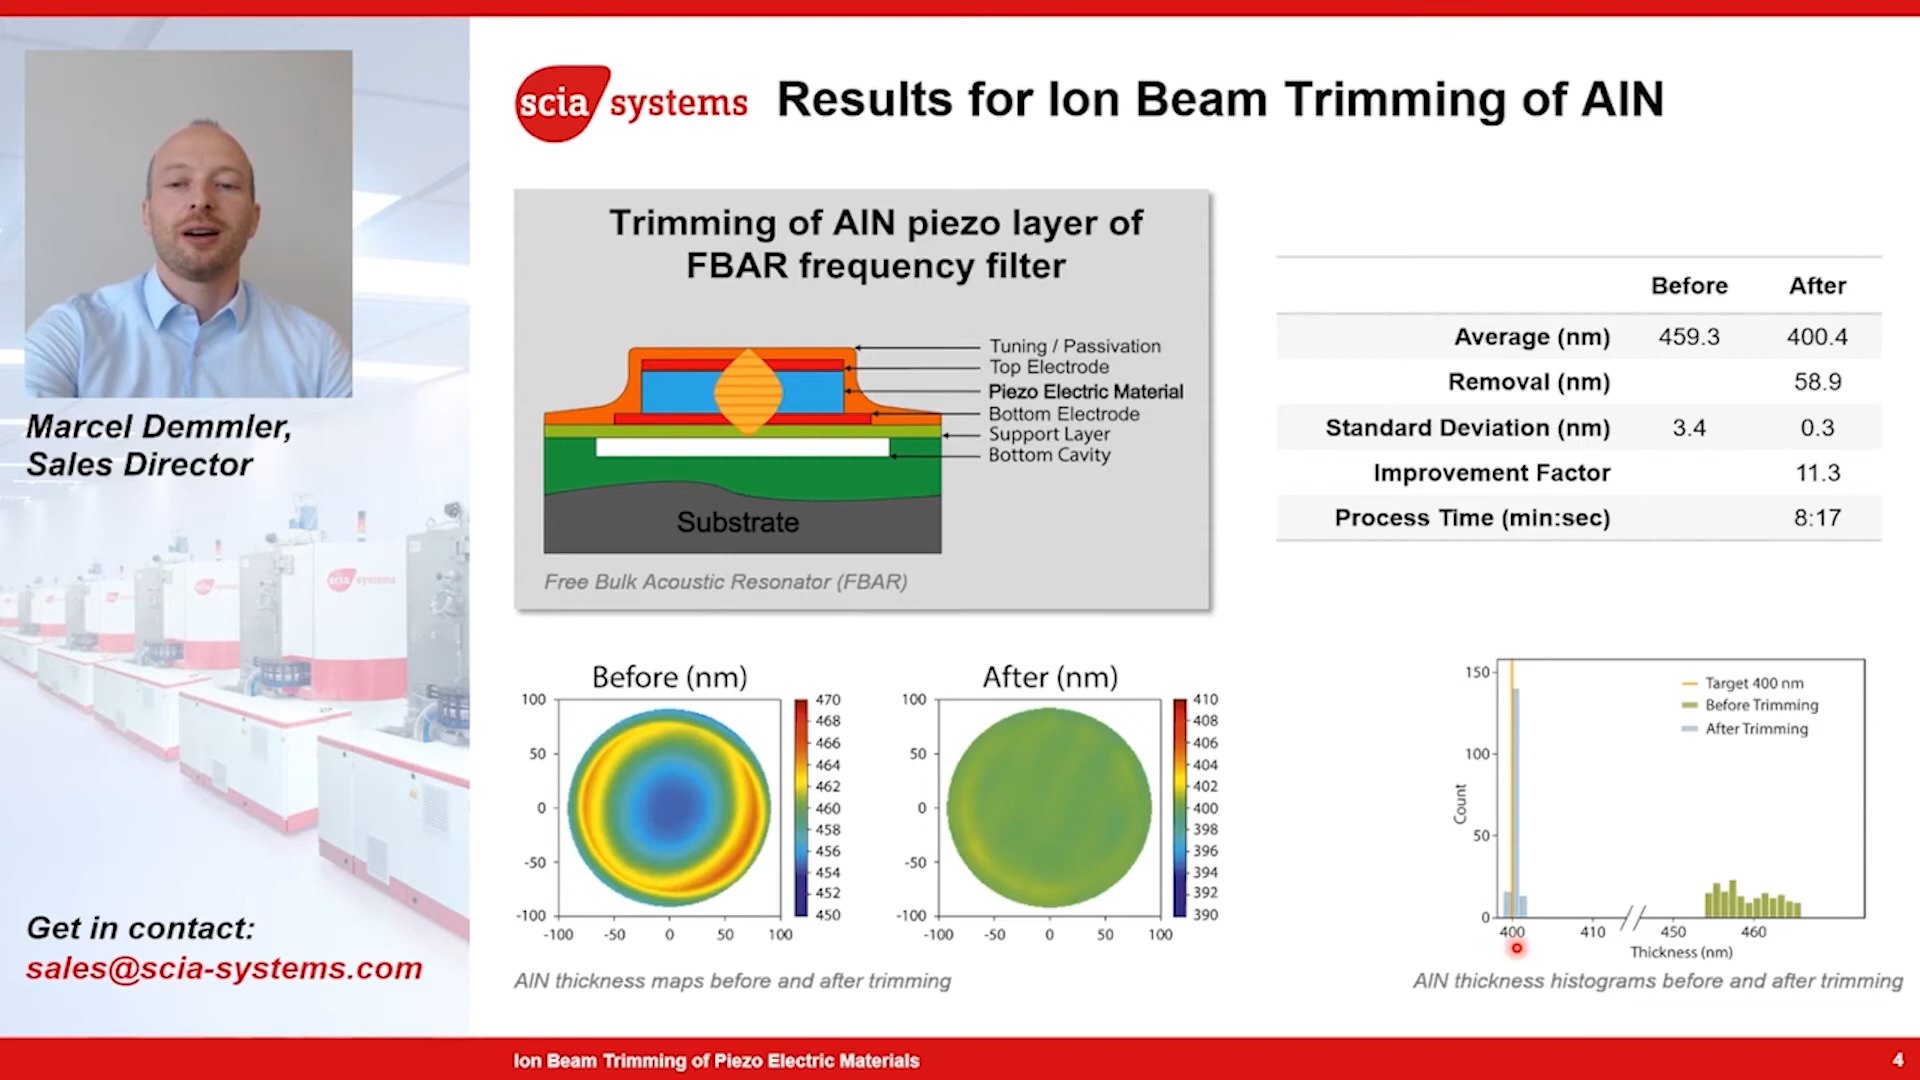 scia systems
Results for Ion Beam Trimming of AlN
Marcel Demmler,
Sales Director
Get in contact:
sales@scia-systems.com
Trimming of AlN piezo layer of
FBAR frequency filter
Tuning / Passivation
Top Electrode
Piezo Electric Material
Bottom Electrode
Support Layer
Bottom Cavity
Substrate
Free Bulk Acoustic Resonator (FBAR)
Before After
Average (nm) 459.3 400.4
Removal (nm) 58.9
Standard Deviation (nm) 3.4 0.3
Improvement Factor 11.3
Process Time (min:sec) 8:17
Before (nm)
100
50
0
-50
-100
-100 -50 0 50 100
470
468
466
464
462
460
458
456
454
452
450
After (nm)
100
50
0
-50
-100
-100 -50 0 50 100
410
408
406
404
402
400
398
396
394
392
390
AlN thickness maps before and after trimming
150
100
50
0
Count
Target 400 nm
Before Trimming
After Trimming
400 410 450 460
Thickness (nm)
AlN thickness histograms before and after trimming
scia systems
Ion Beam Trimming of Piezo Electric Materials
4